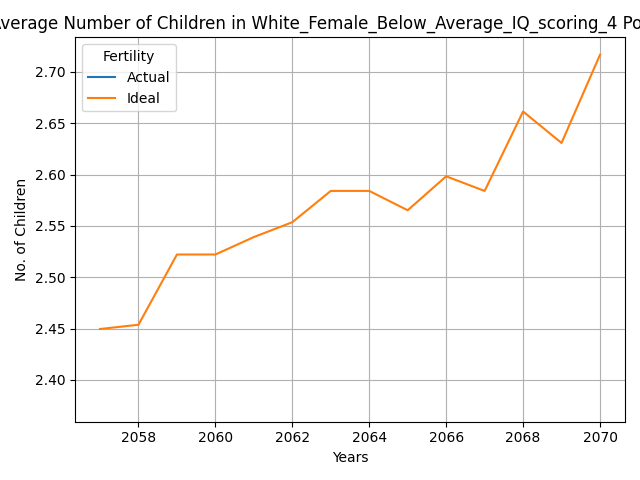 Average Number of Children in White_Female_Below_Average_IQ_scoring_4 Po
Fertility
Actual
Ideal
2.70
2.65
2.60
2.55
2.50
2.45
2.40
No. of Children
2058 2060 2062 2064 2066 2068 2070
Years